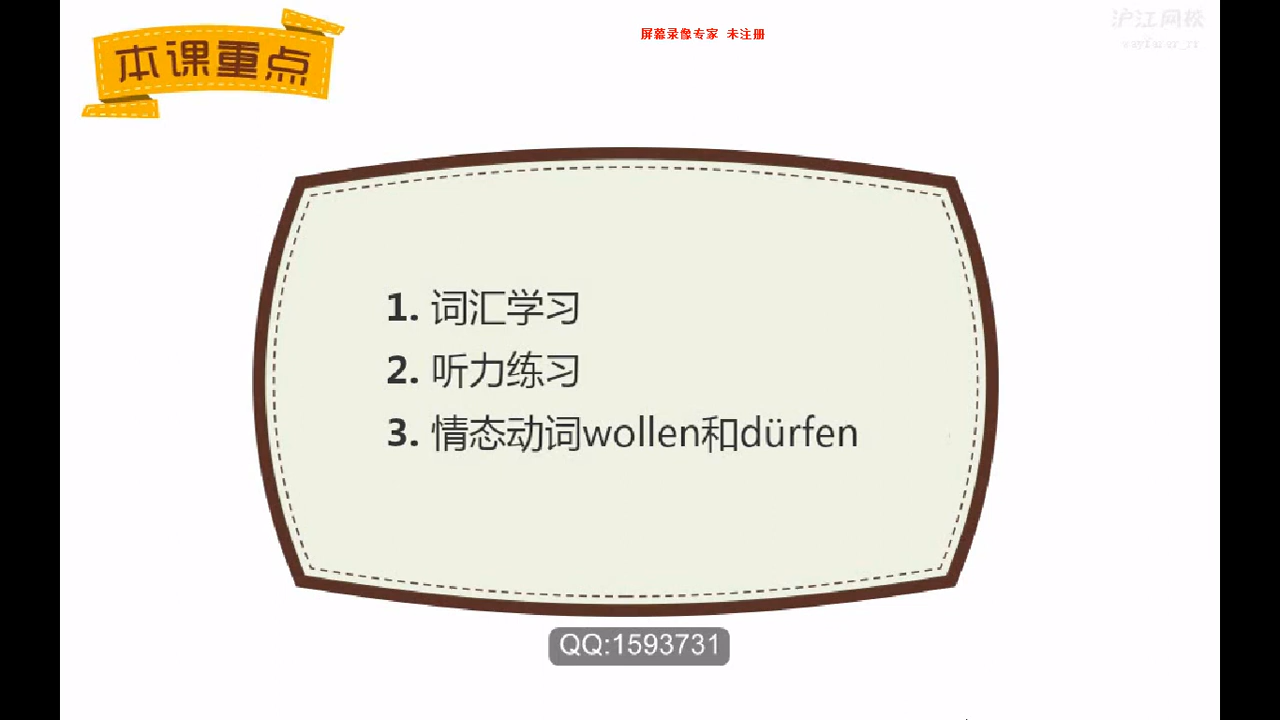 本课重点
屏幕录像专家 未注册
沪江网校
1. 词汇学习
2. 听力练习
3. 情态动词wollen和dürfen
QQ:1593731